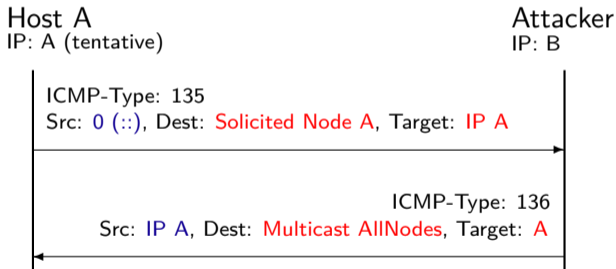 Host A
IP: A (tentative)
Attacker
IP: B
ICMP-Type: 135
Src: 0 (::), Dest: Solicited Node A, Target: IP A
ICMP-Type: 136
Src: IP A, Dest: Multicast AllNodes, Target: A